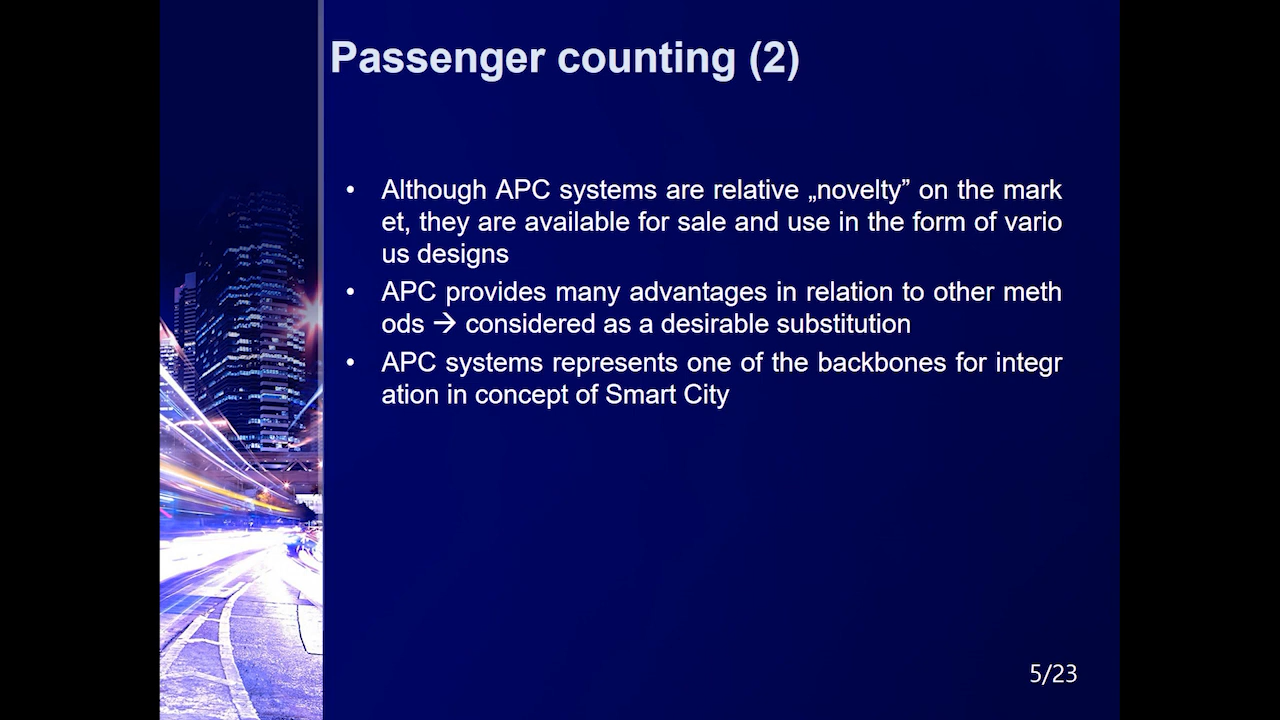 Passenger counting (2)
• Although APC systems are relative „novelty” on the mark
et, they are available for sale and use in the form of vario
us designs
• APC provides many advantages in relation to other meth
ods → considered as a desirable substitution
• APC systems represents one of the backbones for integr
ation in concept of Smart City
5/23